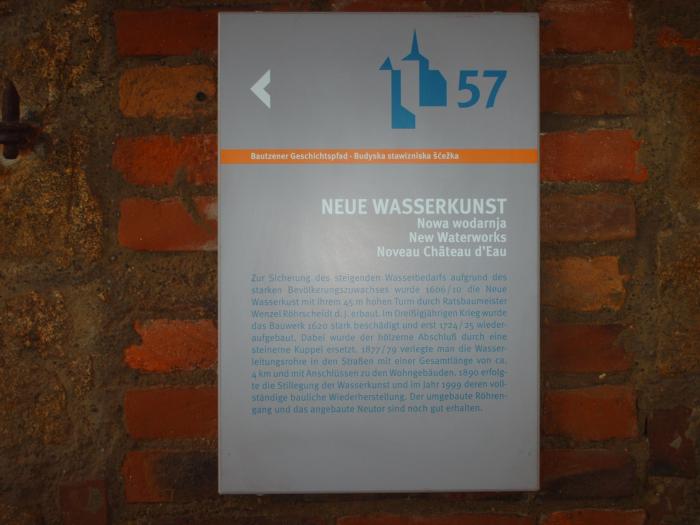 57
Bautzener Geschichtspfad · Budyska stawizniska šćežka
NEUE WASSERKUNST
Nowa wodarnja
New Waterworks
Noveau Château d'Eau
Zur Sicherung des steigenden Wasserbedarfs aufgrund des
starken Bevölkerungszuwachses wurde 1606/10 die Neue
Wasserkust mit ihrem 45 m hohen Turm durch Ratsbaumeister
Wenzel Röhrscheidt d. J. erbaut. Im Dreißigjährigen Krieg wurde
das Bauwerk 1620 stark beschädigt und erst 1724/25 wieder-
aufgebaut. Dabei wurde der hölzerne Abschluß durch eine
steinerne Kuppel ersetzt. 1877/79 verlegte man die Wasser-
leitungsrohre in den Straßen mit einer Gesamtlänge von ca.
4 km und mit Anschlüssen zu den Wohngebäuden. 1890 erfolg-
te die Stillegung der Wasserkunst und im Jahr 1999 deren voll-
ständige bauliche Wiederherstellung. Der umgebaute Röhren-
gang und das angebaute Neutor sind noch gut erhalten.